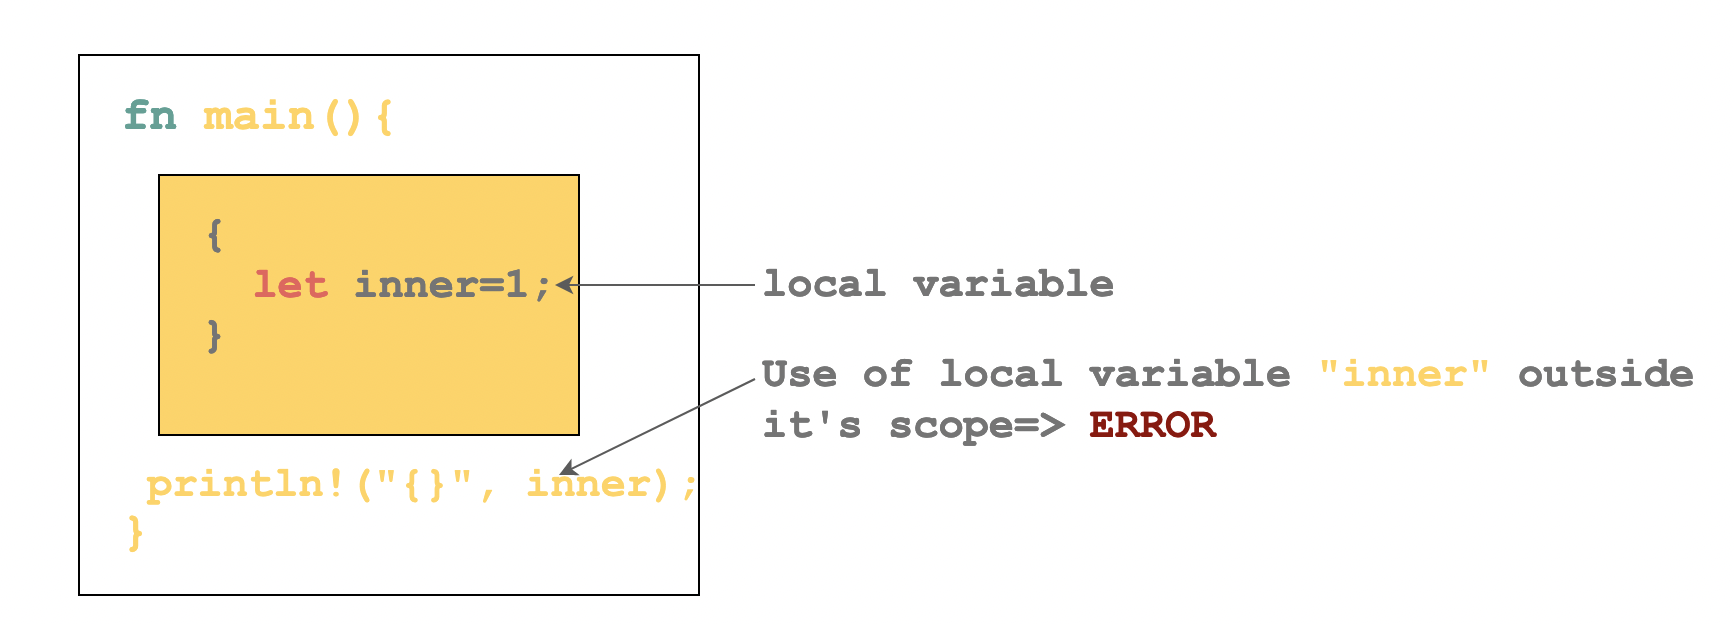 fn main(){
{
let inner=1;
}
local variable
Use of local variable "inner" outside
it's scope=> ERROR
println!("{}", inner);
}